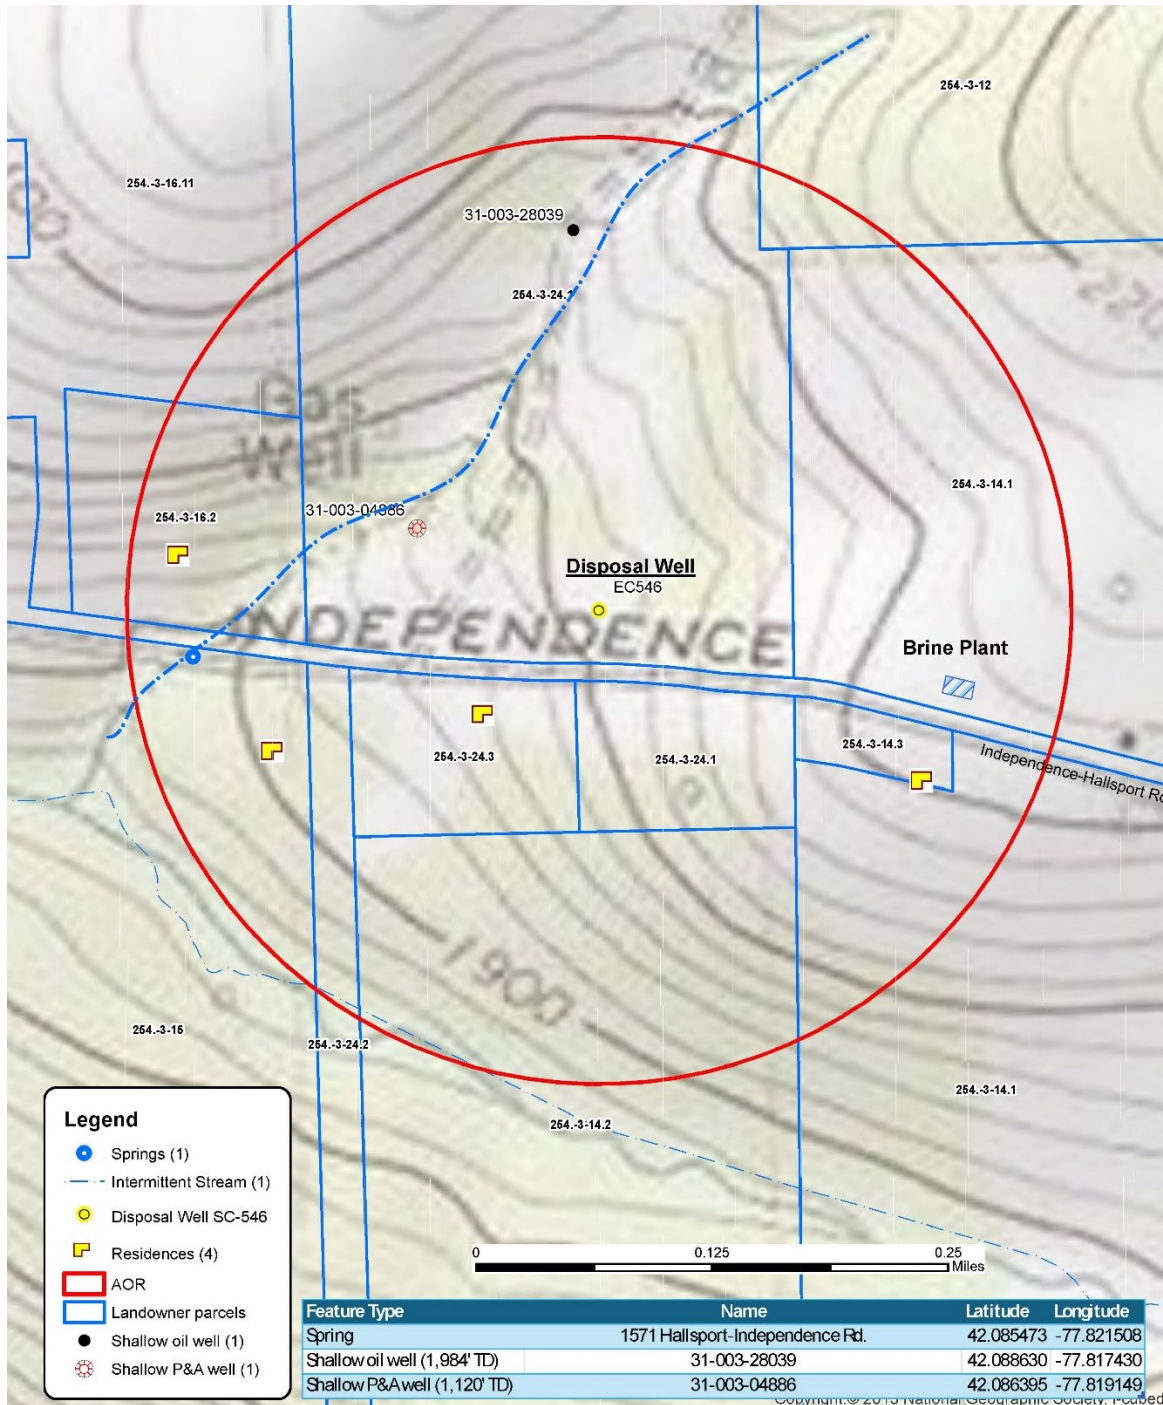 254.-3-12
254.-3-16.11
31-003-28039
254.-3-24.1
Gas
Well
254.-3-14.1
31-003-04886
254.-3-16.2
Disposal Well
EC546
INDEPENDENCE
Brine Plant
254.-3-24.3
254.-3-24.1
254.-3-14.3
Independence-Hallsport Rd
1900
254.-3-15
254.-3-24.2
254.-3-14.1
254.-3-14.2
Legend
Springs (1)
Intermittent Stream (1)
Disposal Well SC-546
Residences (4)
AOR
Landowner parcels
Shallow oil well (1)
Shallow P&A well (1)
0 0.125 0.25
Miles
Feature Type Name Latitude Longitude
Spring 1571 Hallsport-Independence Rd. 42.085473 -77.821508
Shallow oil well (1,984' TD) 31-003-28039 42.088630 -77.817430
Shallow P&A well (1,120' TD) 31-003-04886 42.086395 -77.819149
Copyright:© 2013 National Geographic Society, i-cubed